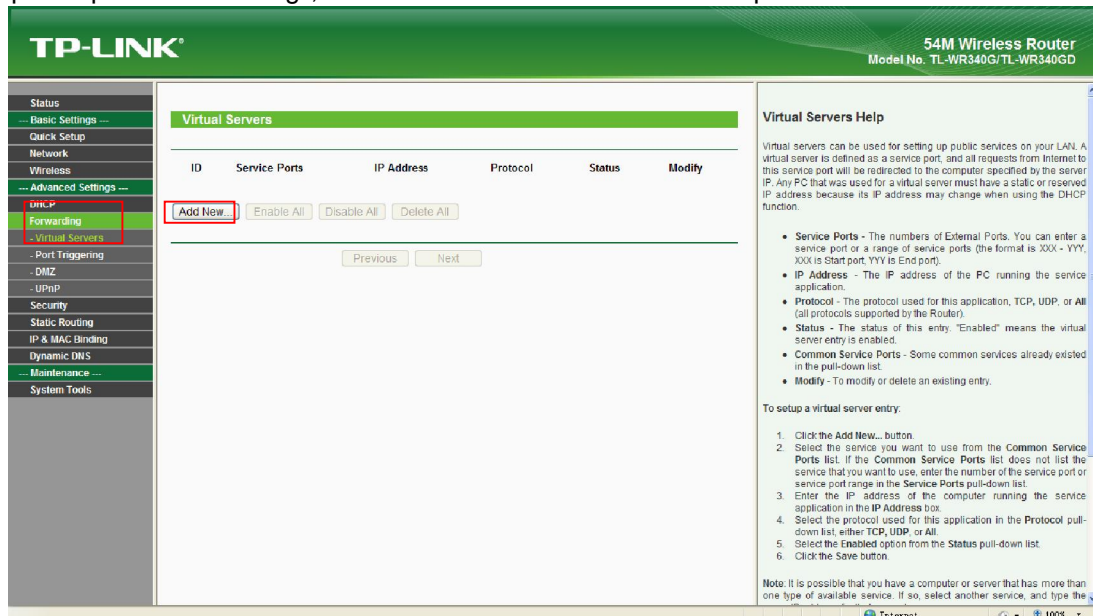 TP-LINK®
54M Wireless Router
Model No. TL-WR340G/TL-WR340GD
Status
--- Basic Settings ---
Quick Setup
Network
Wireless
--- Advanced Settings ---
DHCP
Forwarding
- Virtual Servers
- Port Triggering
- DMZ
- UPnP
Security
Static Routing
IP & MAC Binding
Dynamic DNS
--- Maintenance ---
System Tools
Virtual Servers
ID Service Ports IP Address Protocol Status Modify
Add New... Enable All Disable All Delete All
Previous Next
Virtual Servers Help
Virtual servers can be used for setting up public services on your LAN. A
virtual server is defined as a service port, and all requests from Internet to
this service port will be redirected to the computer specified by the server
IP. Any PC that was used for a virtual server must have a static or reserved
IP address because its IP address may change when using the DHCP
function.
• Service Ports - The numbers of External Ports. You can enter a
service port or a range of service ports (the format is XXX - YYY,
XXX is Start port, YYY is End port).
• IP Address - The IP address of the PC running the service
application.
• Protocol - The protocol used for this application, TCP, UDP, or All
(all protocols supported by the Router).
• Status - The status of this entry. "Enabled" means the virtual
server entry is enabled.
• Common Service Ports - Some common services already existed
in the pull-down list.
• Modify - To modify or delete an existing entry.
To setup a virtual server entry:
1. Click the Add New... button.
2. Select the service you want to use from the Common Service
Ports list. If the Common Service Ports list does not list the
service that you want to use, enter the number of the service port or
service port range in the Service Ports pull-down list.
3. Enter the IP address of the computer running the service
application in the IP Address box.
4. Select the protocol used for this application in the Protocol pull-
down list, either TCP, UDP, or All.
5. Select the Enabled option from the Status pull-down list.
6. Click the Save button.
Note: It is possible that you have a computer or server that has more than
one type of available service. If so, select another service, and type the
Internet 100%